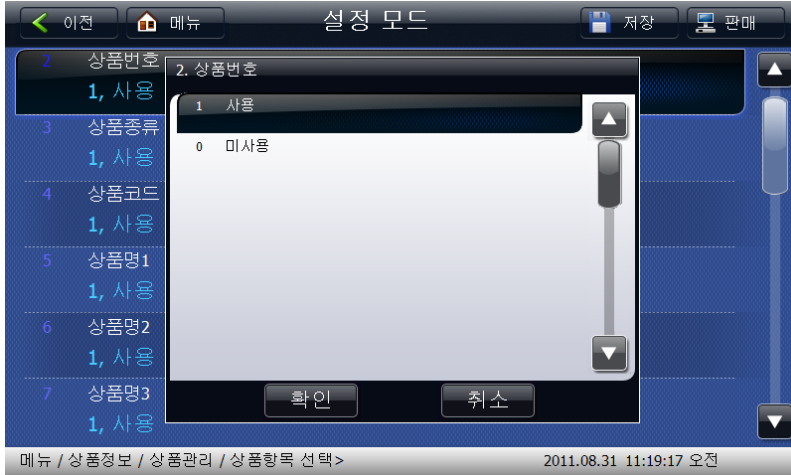 이전 메뉴 설정 모드 저장 판매
2 상품번호
1, 사용
2. 상품번호
1 사용
0 미사용
3 상품종류
1, 사용
4 상품코드
1, 사용
5 상품명1
1, 사용
6 상품명2
1, 사용
7 상품명3
1, 사용
확인 취소
메뉴 / 상품정보 / 상품관리 / 상품항목 선택> 2011.08.31 11:19:17 오전